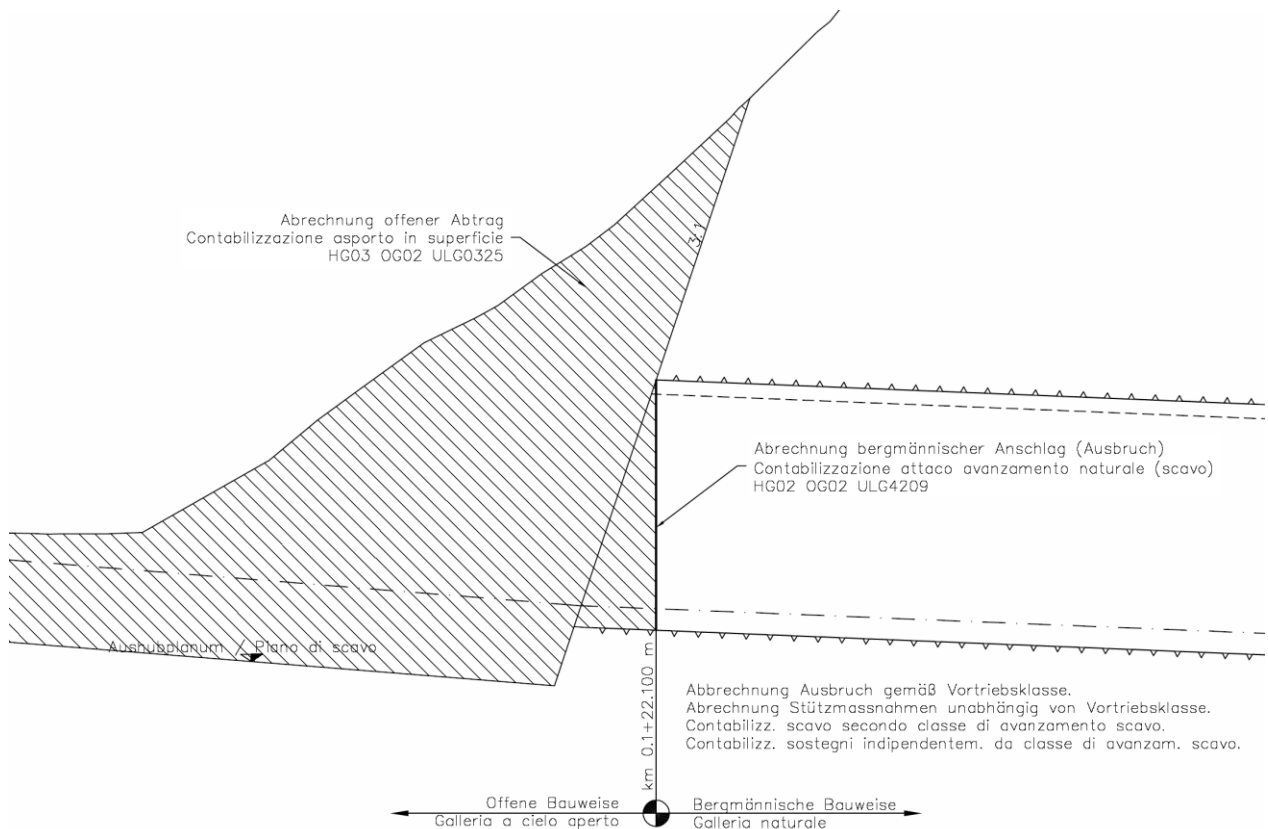 Abrechnung offener Abtrag
Contabilizzazione asporto in superficie
HG03 OG02 ULG0325
3:1
Abrechnung bergmännischer Anschlag (Ausbruch)
Contabilizzazione attaco avanzamento naturale (scavo)
HG02 OG02 ULG4209
Aushubplanum / Piano di scavo
km 0.1+22.100 m
Abbrechnung Ausbruch gemäß Vortriebsklasse.
Abrechnung Stützmassnahmen unabhängig von Vortriebsklasse.
Contabilizz. scavo secondo classe di avanzamento scavo.
Contabilizz. sostegni indipendentem. da classe di avanzam. scavo.
Offene Bauweise
Galleria a cielo aperto
Bergmännische Bauweise
Galleria naturale